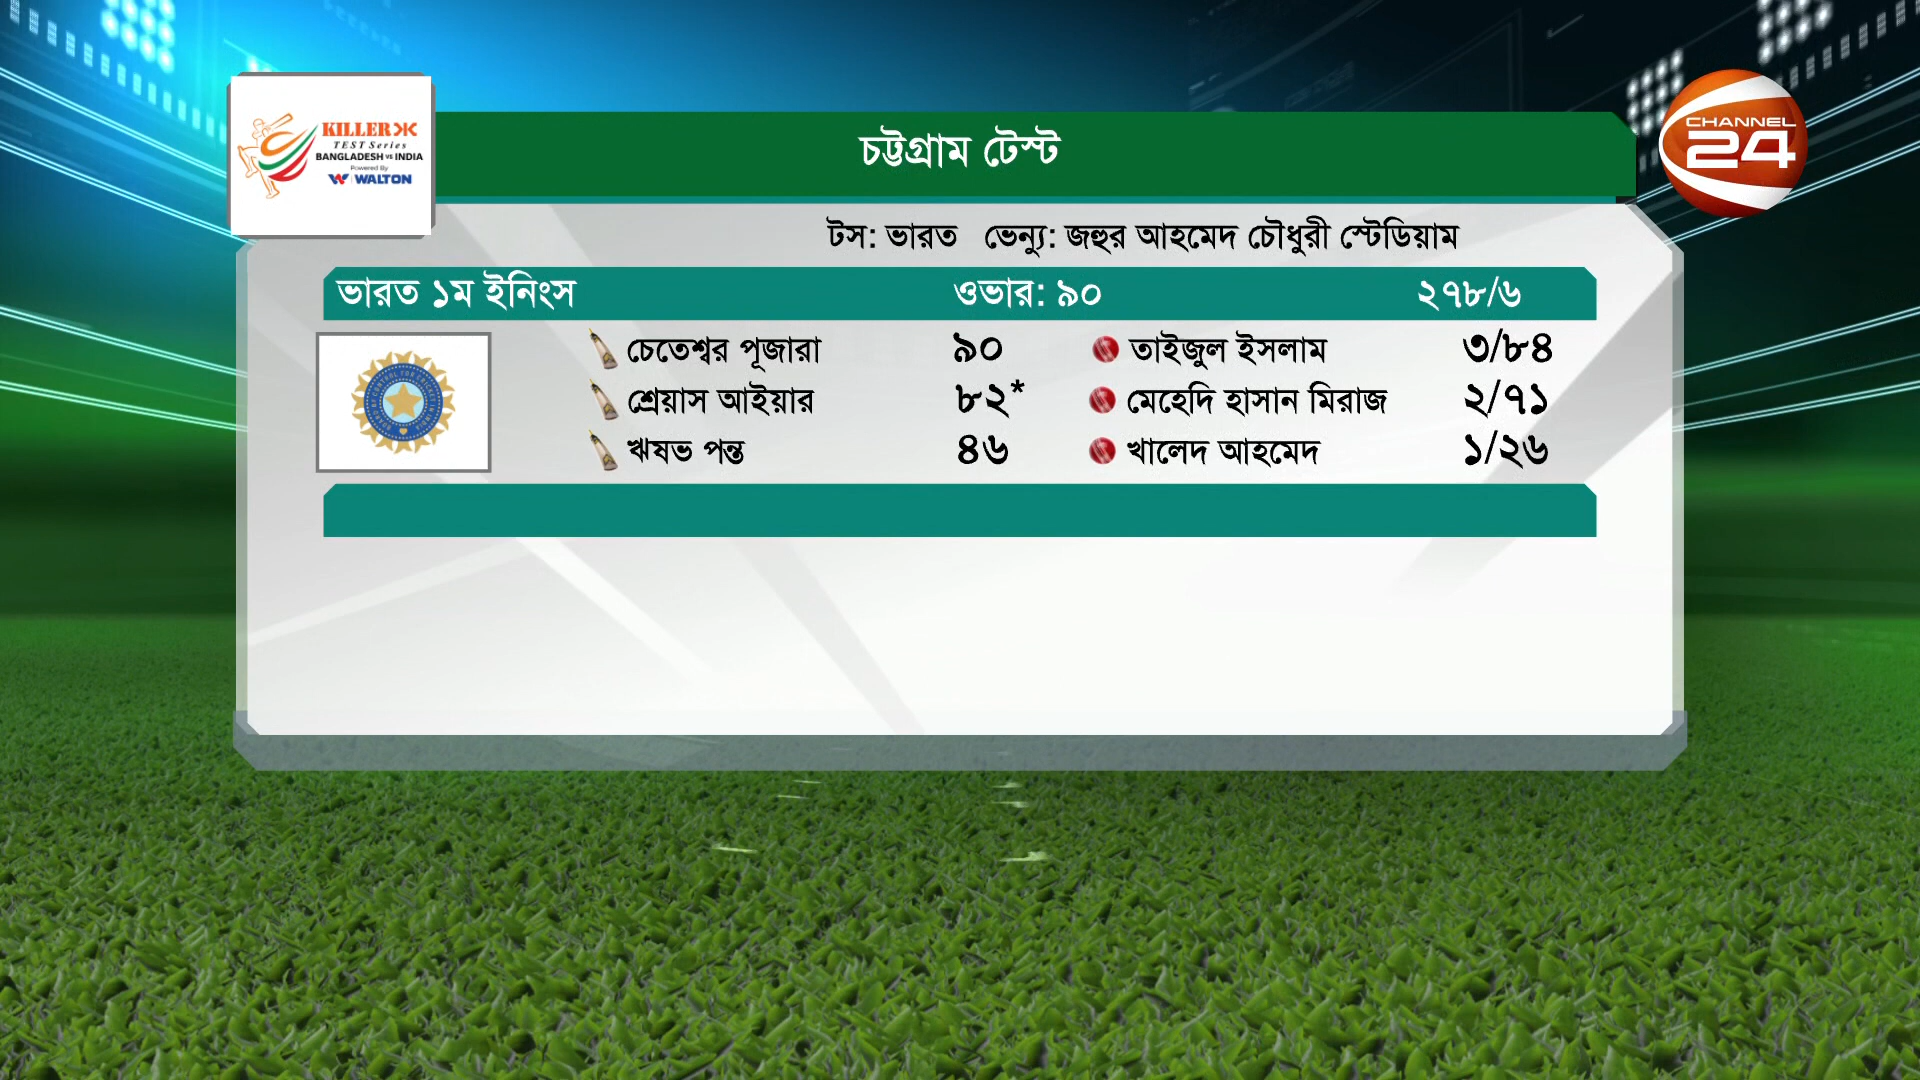 KILLER
TEST Series
BANGLADESH vs INDIA
Powered By
WALTON
চট্টগ্রাম টেস্ট
CHANNEL
24
টস: ভারত ভেন্যু: জহুর আহমেদ চৌধুরী স্টেডিয়াম
ভারত ১ম ইনিংস ওভার: ৯০ ২৭৮/৬
চেতেশ্বর পূজারা ৯০ তাইজুল ইসলাম ৩/৮৪
শ্রেয়াস আইয়ার ৮২* মেহেদি হাসান মিরাজ ২/৭১
ঋষভ পন্ত ৪৬ খালেদ আহমেদ ১/২৬